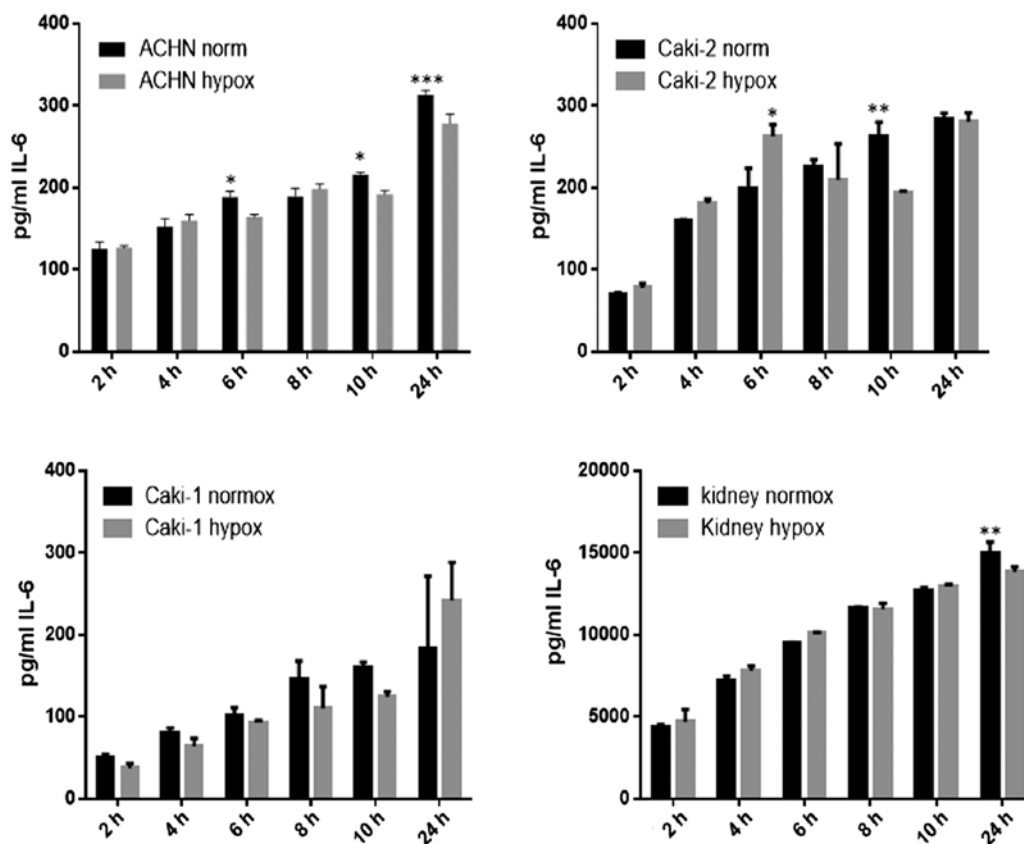 400
300
200
100
0
pg/ml IL-6
ACHN norm
ACHN hypox
*
*
***
2 h
4 h
6 h
8 h
10 h
24 h
400
300
200
100
0
pg/ml IL-6
Caki-2 norm
Caki-2 hypox
*
**
2 h
4 h
6 h
8 h
10 h
24 h
400
300
200
100
0
pg/ml IL-6
Caki-1 normox
Caki-1 hypox
2 h
4 h
6 h
8 h
10 h
24 h
20000
15000
10000
5000
0
pg/ml IL-6
kidney normox
Kidney hypox
**
2 h
4 h
6 h
8 h
10 h
24 h